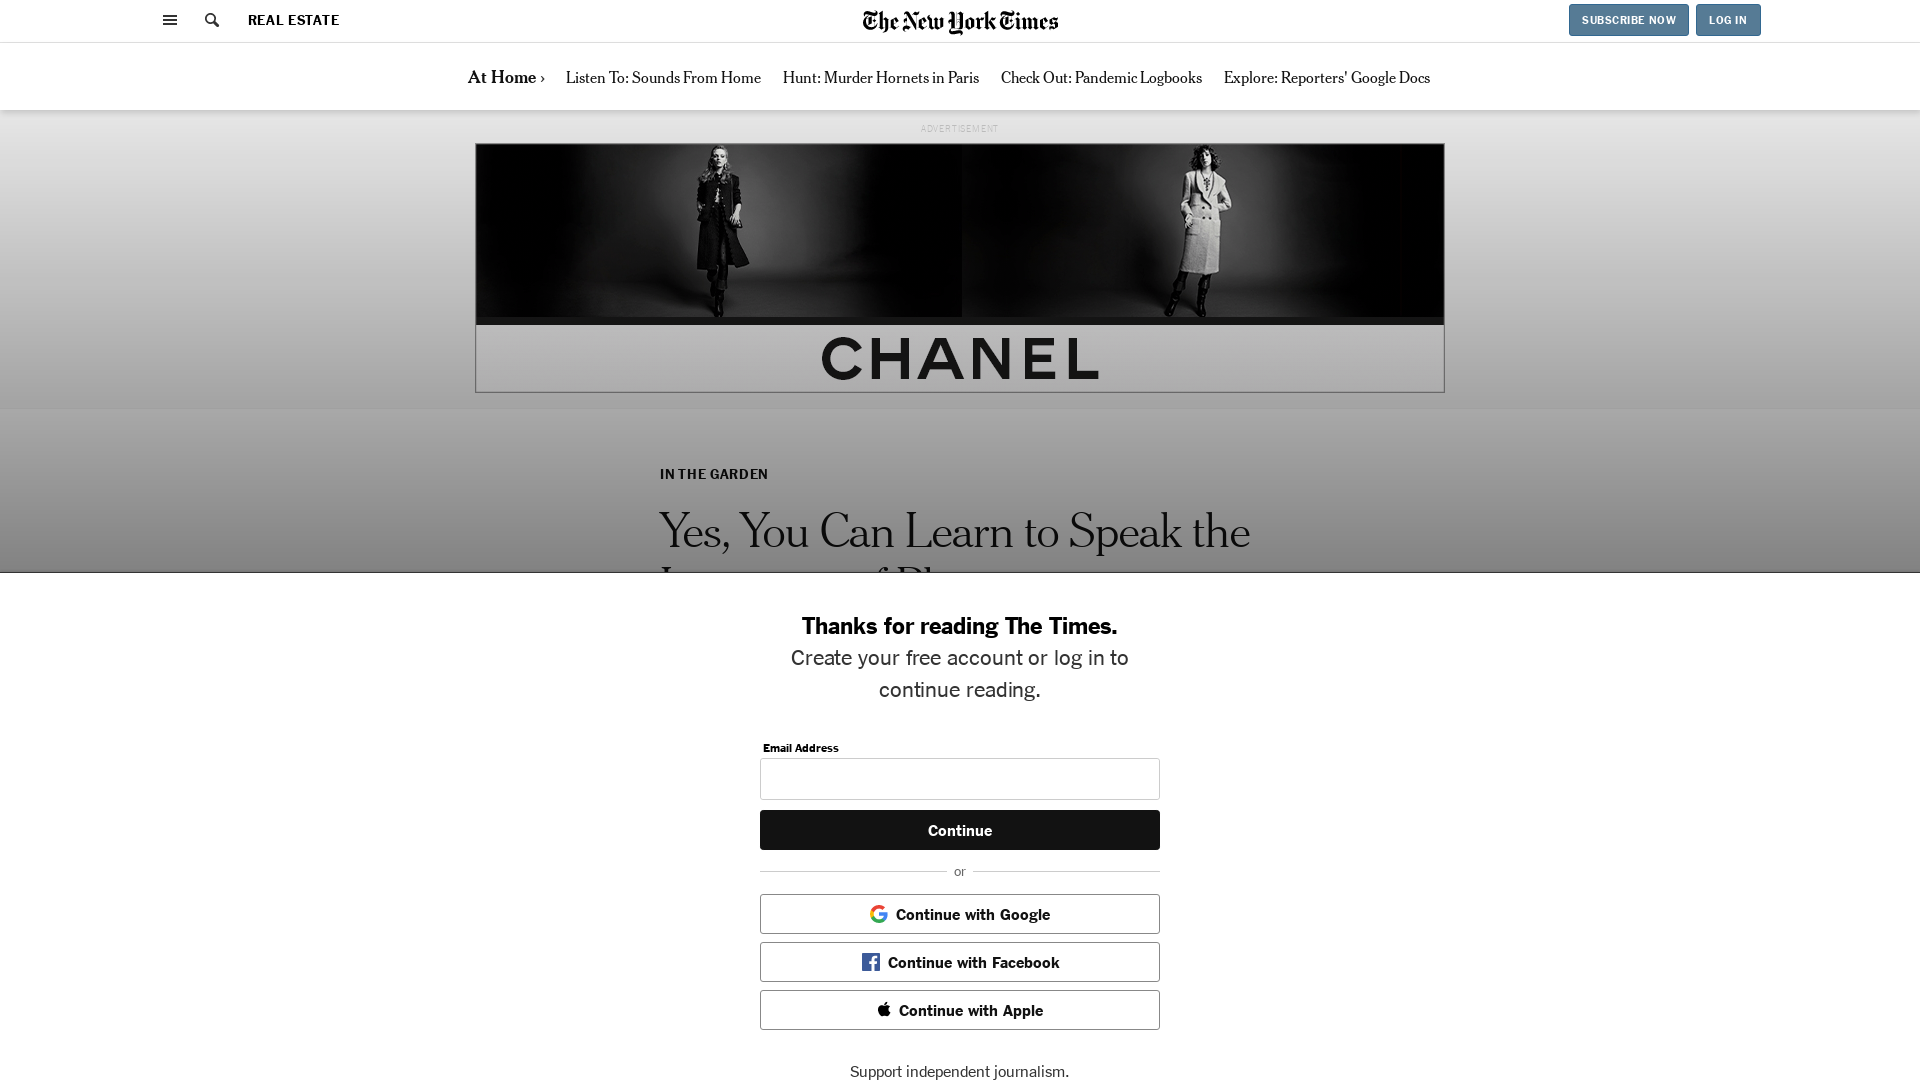 REAL ESTATE
The New York Times
SUBSCRIBE NOW
LOG IN
At Home ›
Listen To: Sounds From Home
Hunt: Murder Hornets in Paris
Check Out: Pandemic Logbooks
Explore: Reporters' Google Docs
ADVERTISEMENT
CHANEL
IN THE GARDEN
Yes, You Can Learn to Speak the
Thanks for reading The Times.
Create your free account or log in to
continue reading.
Email Address
Continue
or
Continue with Google
Continue with Facebook
Continue with Apple
Support independent journalism.